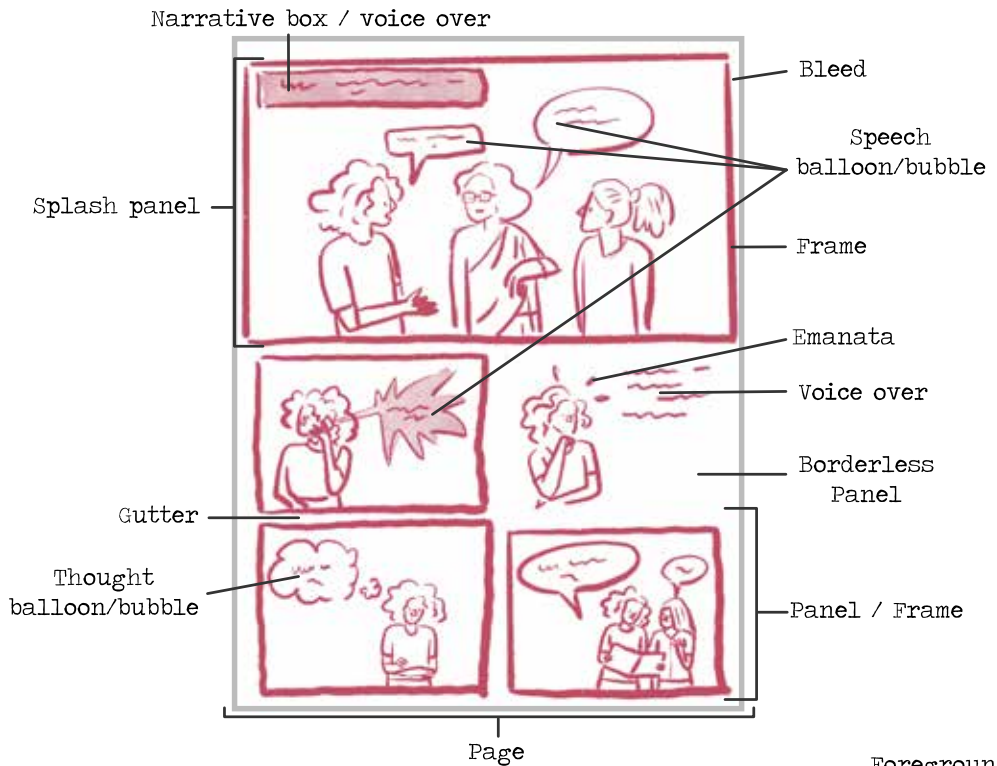 Narrative box / voice over
Bleed
Speech
balloon/bubble
Splash panel
Frame
Emanata
Voice over
Borderless
Panel
Gutter
Thought
balloon/bubble
Panel / Frame
Page